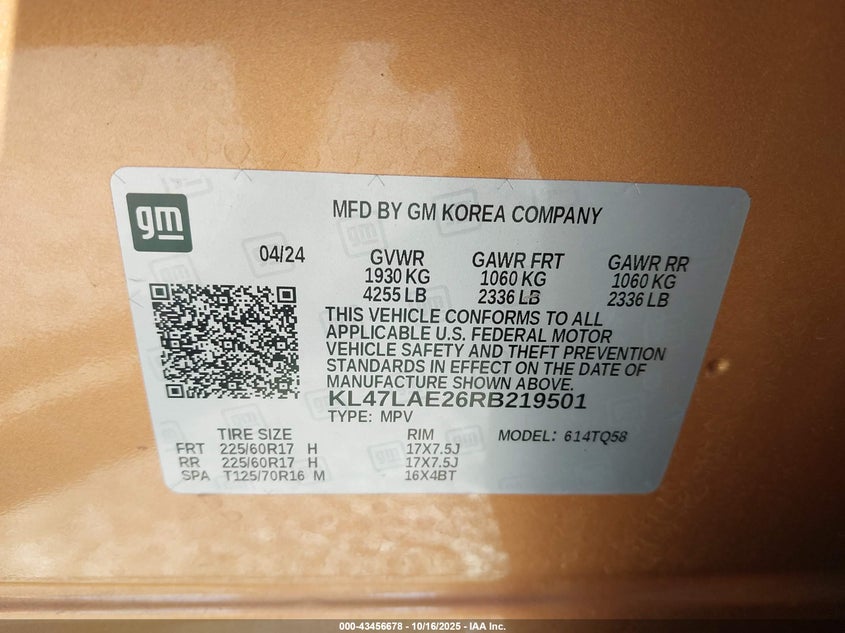 gm
MFD BY GM KOREA COMPANY
04/24 GVWR GAWR FRT GAWR RR
1930 KG 1060 KG 1060 KG
4255 LB 2336 LB 2336 LB
THIS VEHICLE CONFORMS TO ALL
APPLICABLE U.S. FEDERAL MOTOR
VEHICLE SAFETY AND THEFT PREVENTION
STANDARDS IN EFFECT ON THE DATE OF
MANUFACTURE SHOWN ABOVE.
KL47LAE26RB219501
TYPE: MPV
TIRE SIZE RIM MODEL: 614TQ58
FRT 225/60R17 H 17X7.5J
RR 225/60R17 H 17X7.5J
SPA T125/70R16 M 16X4BT
000-43456678 - 10/16/2025 - IAA Inc.